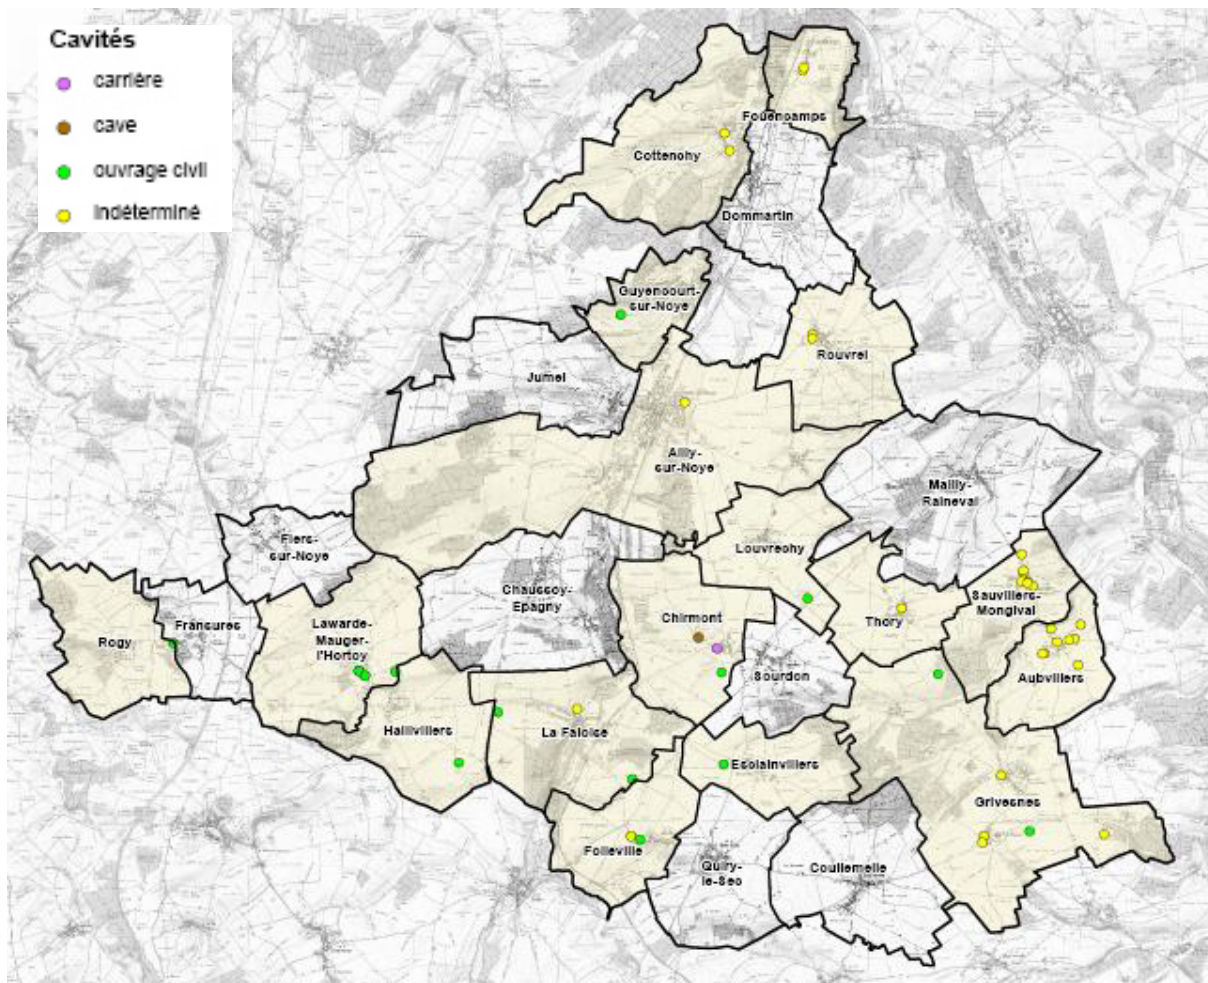 Cavités
carrière
cave
ouvrage civil
indéterminé
Fouencamps
Cottenchy
Dommartin
Guyencourt-
sur-Noye
Rouvrel
Jumel
Ailly-
sur-Noye
Mailly-
Raineval
Flers-
sur-Noye
Louvrechy
Chaussoy-
Epagny
Sauvillers-
Mongival
Chirmont
Thory
Fransures
Lawarde-
Mauger-
l'Hortoy
Rogy
Sourdon
Aubvillers
Hallivillers
La Faloise
Esclainvillers
Grivesnes
Folleville
Quiry-
le-Sec
Coullemelle